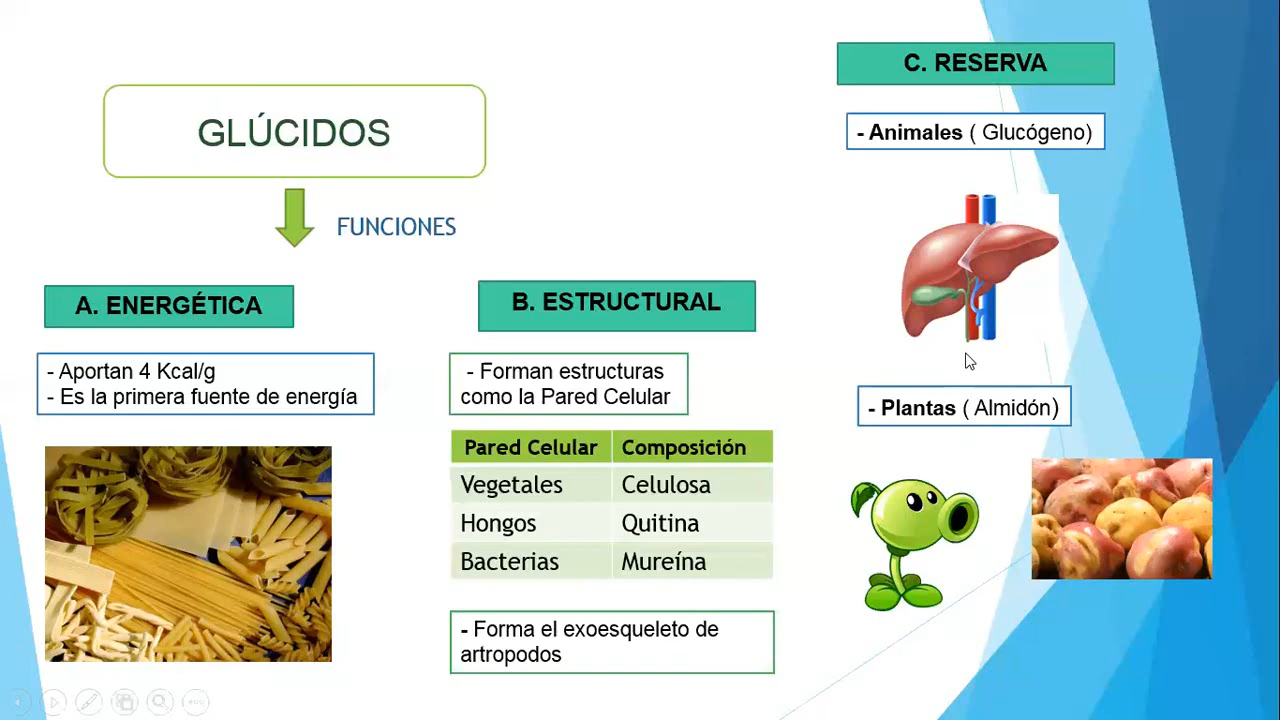 GLÚCIDOS
FUNCIONES
A. ENERGÉTICA
- Aportan 4 Kcal/g
- Es la primera fuente de energía
B. ESTRUCTURAL
- Forman estructuras
como la Pared Celular
Pared Celular Composición
Vegetales Celulosa
Hongos Quitina
Bacterias Mureína
- Forma el exoesqueleto de
artropodos
C. RESERVA
- Animales ( Glucógeno)
- Plantas ( Almidón)